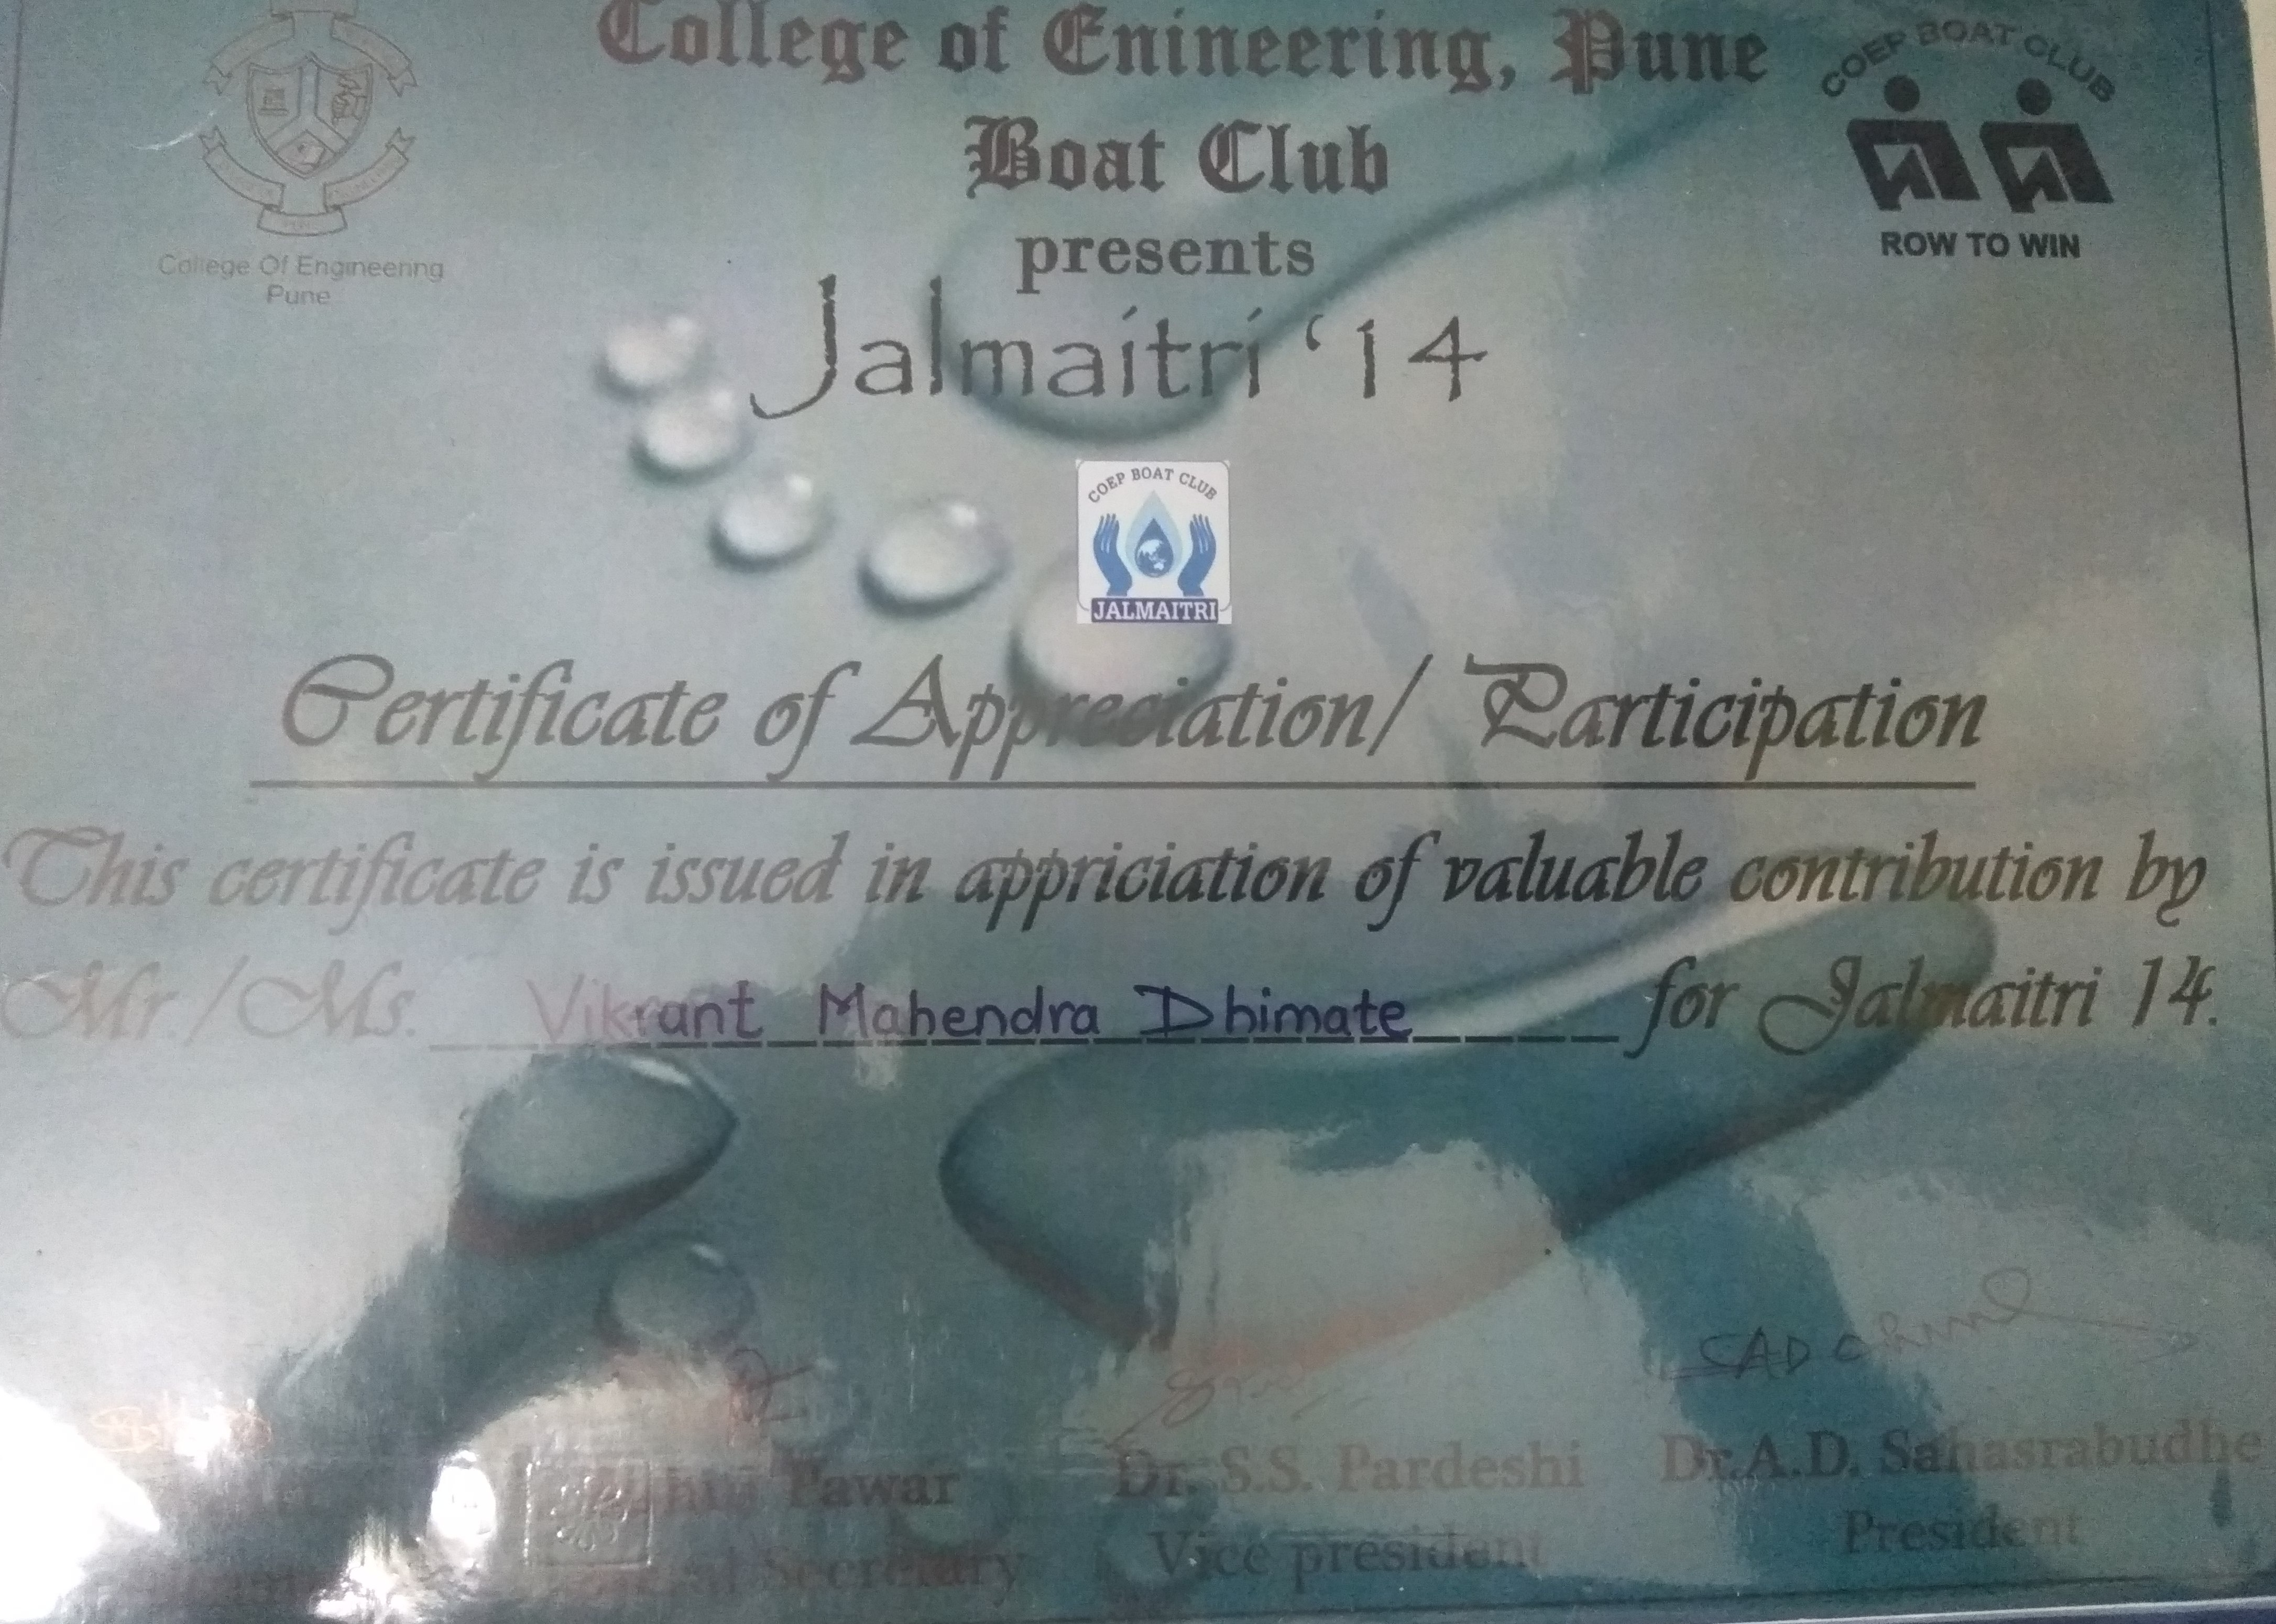 College of Enineering, Pune
Boat Club
presents
Jalmaitri ‘14
College Of Engineering
Pune
COEP BOAT CLUB
ROW TO WIN
COEP BOAT CLUB
JALMAITRI
Certificate of Appreciation/ Participation
This certificate is issued in appriciation of valuable contribution by
Mr./Ms. Vikrant Mahendra Dhimate for Jalmaitri 14.
Pawar Dr. S.S. Pardeshi Dr.A.D. Sahasrabudhe
Secretary Vice president President